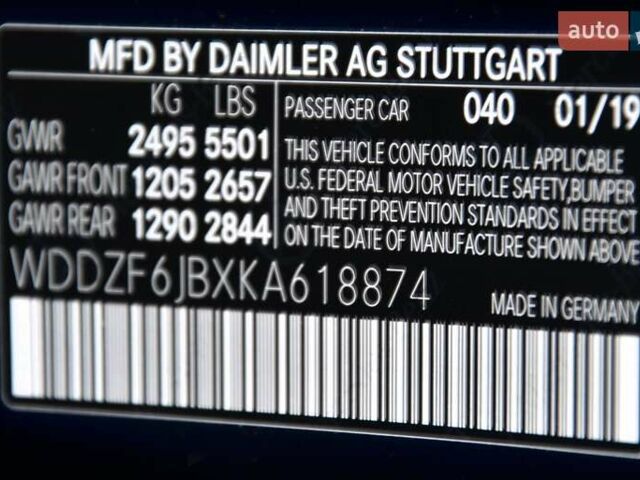 auto
MFD BY DAIMLER AG STUTTGART
KG LBS
GVWR 2495 5501
GAWR FRONT 1205 2657
GAWR REAR 1290 2844
PASSENGER CAR 040 01/19
THIS VEHICLE CONFORMS TO ALL APPLICABLE
U.S. FEDERAL MOTOR VEHICLE SAFETY, BUMPER
AND THEFT PREVENTION STANDARDS IN EFFECT
ON THE DATE OF MANUFACTURE SHOWN ABOVE
WDDZF6JBXKA618874
MADE IN GERMANY